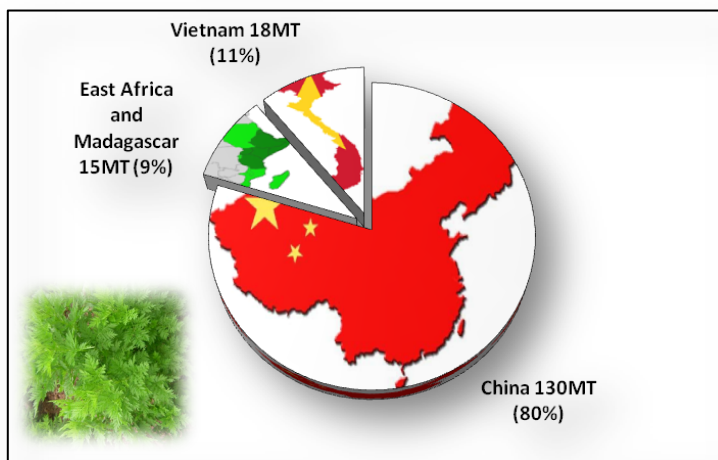 Vietnam 18MT
(11%)
East Africa
and
Madagascar
15MT (9%)
China 130MT
(80%)